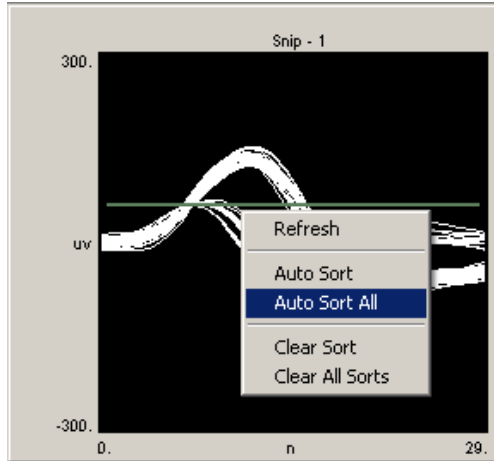 Snip - 1
300.
uv
Refresh
Auto Sort
Auto Sort All
Clear Sort
Clear All Sorts
-300.
0.
n
29.